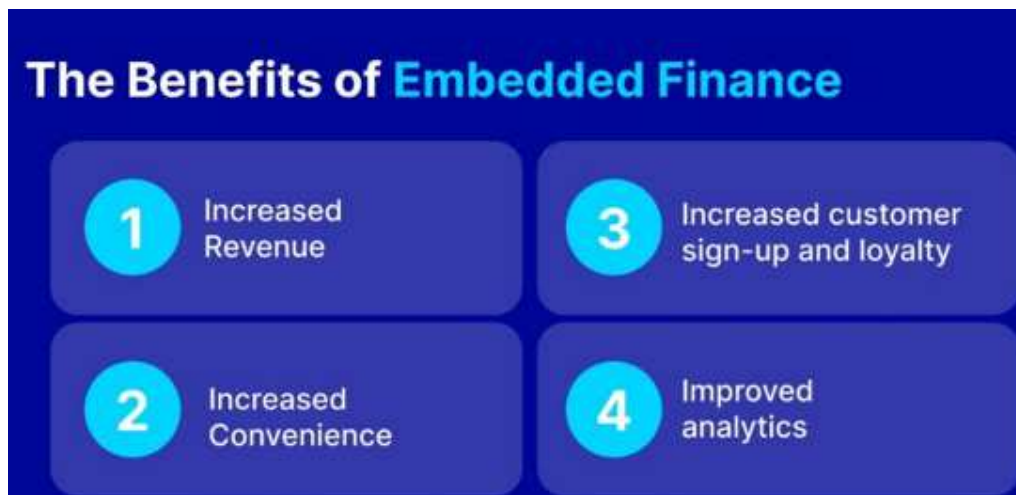 The Benefits of Embedded Finance
1
Increased
Revenue
2
Increased
Convenience
3
Increased customer
sign-up and loyalty
4
Improved
analytics